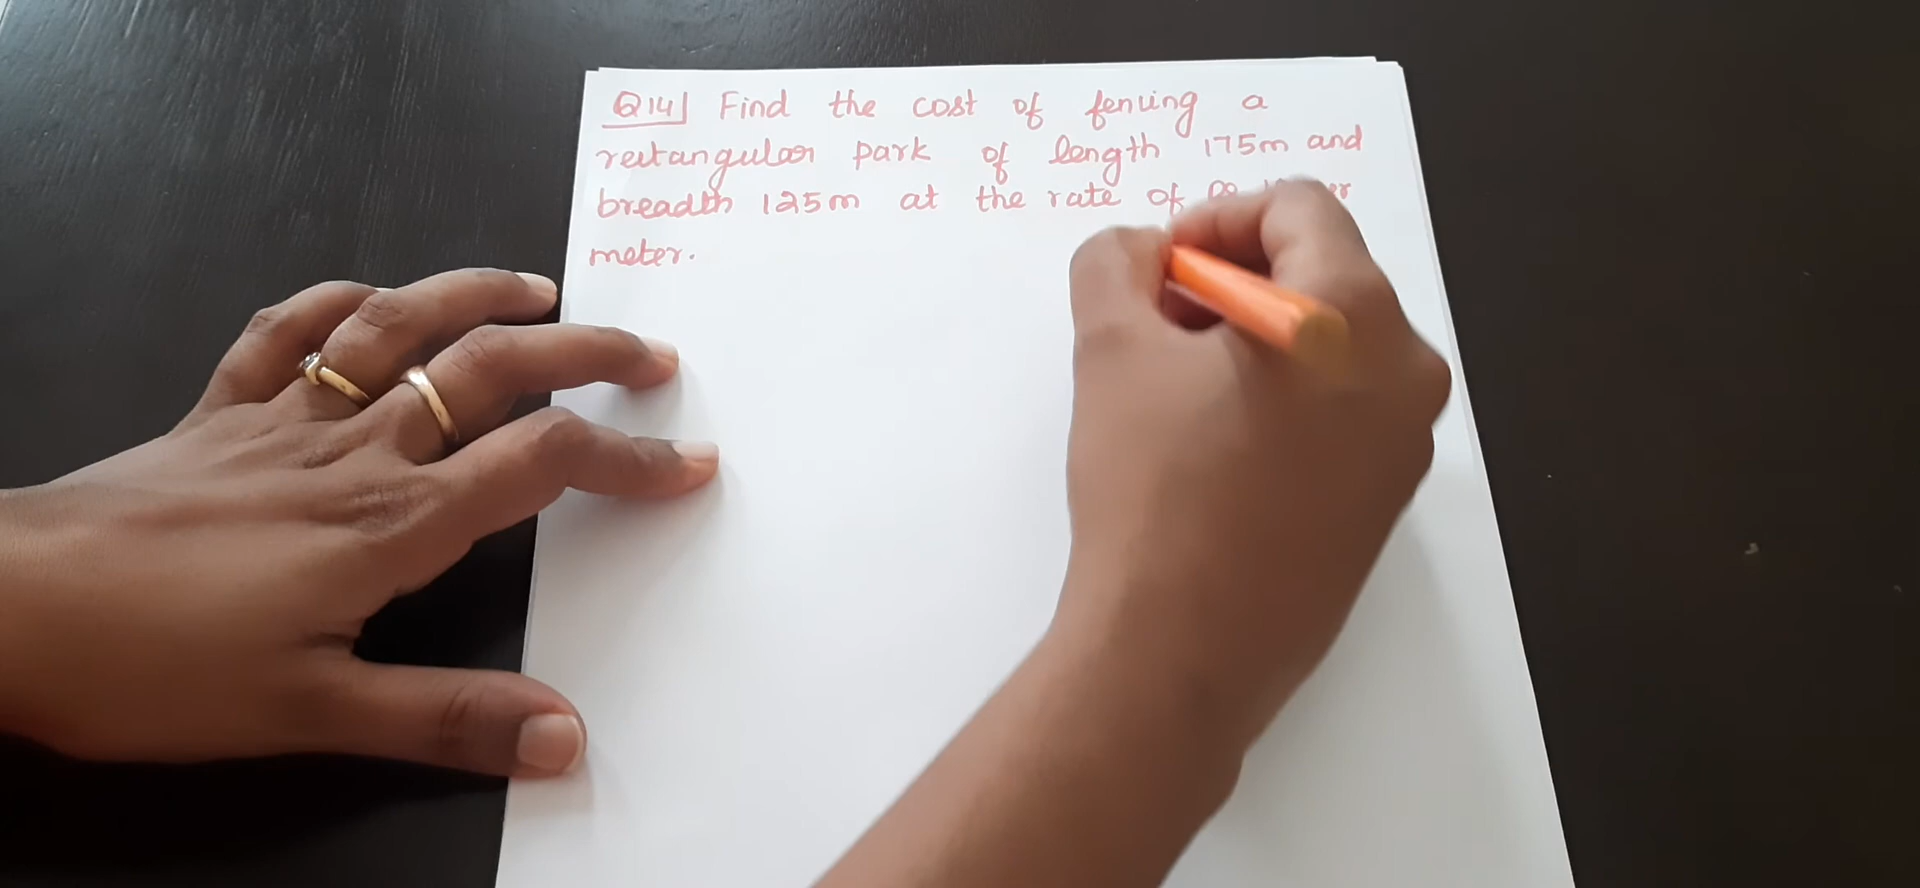 Q14 Find the cost of fencing a
rectangular park of length 175m and
breadth 125m at the rate of
meter.